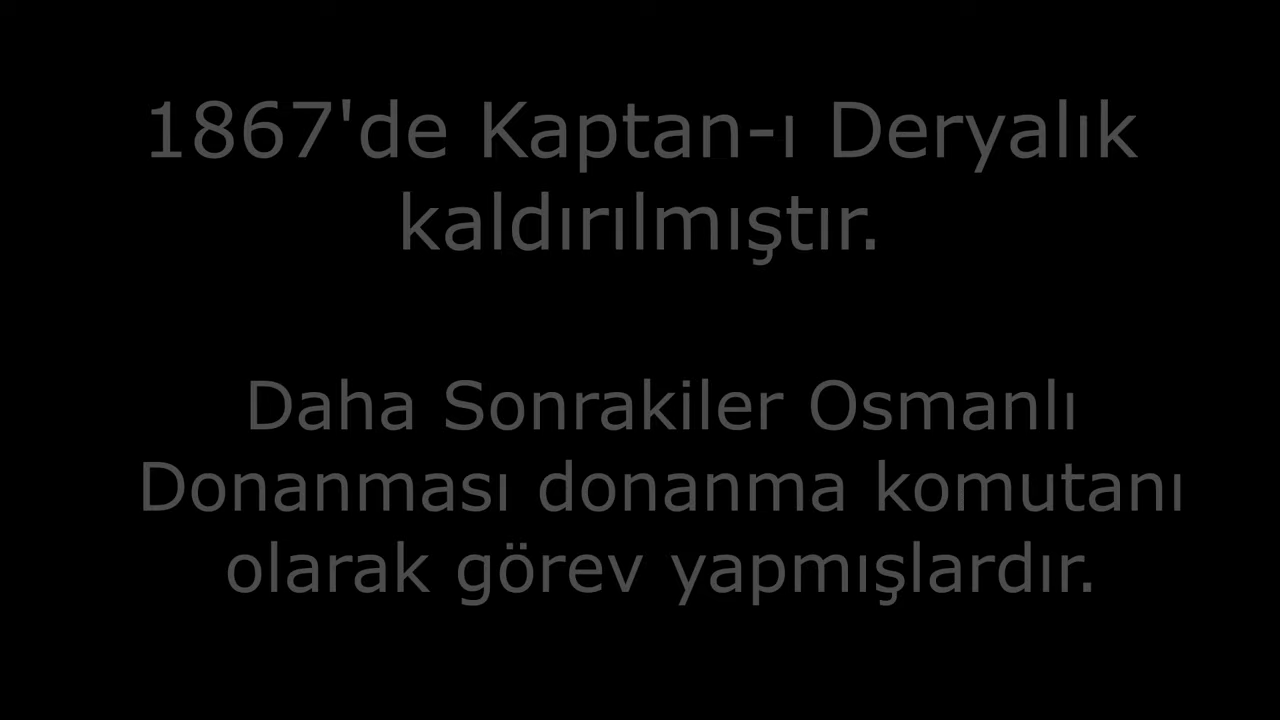 1867'de Kaptan-ı Deryalık
kaldırılmıştır.
Daha Sonrakiler Osmanlı
Donanması donanma komutanı
olarak görev yapmışlardır.